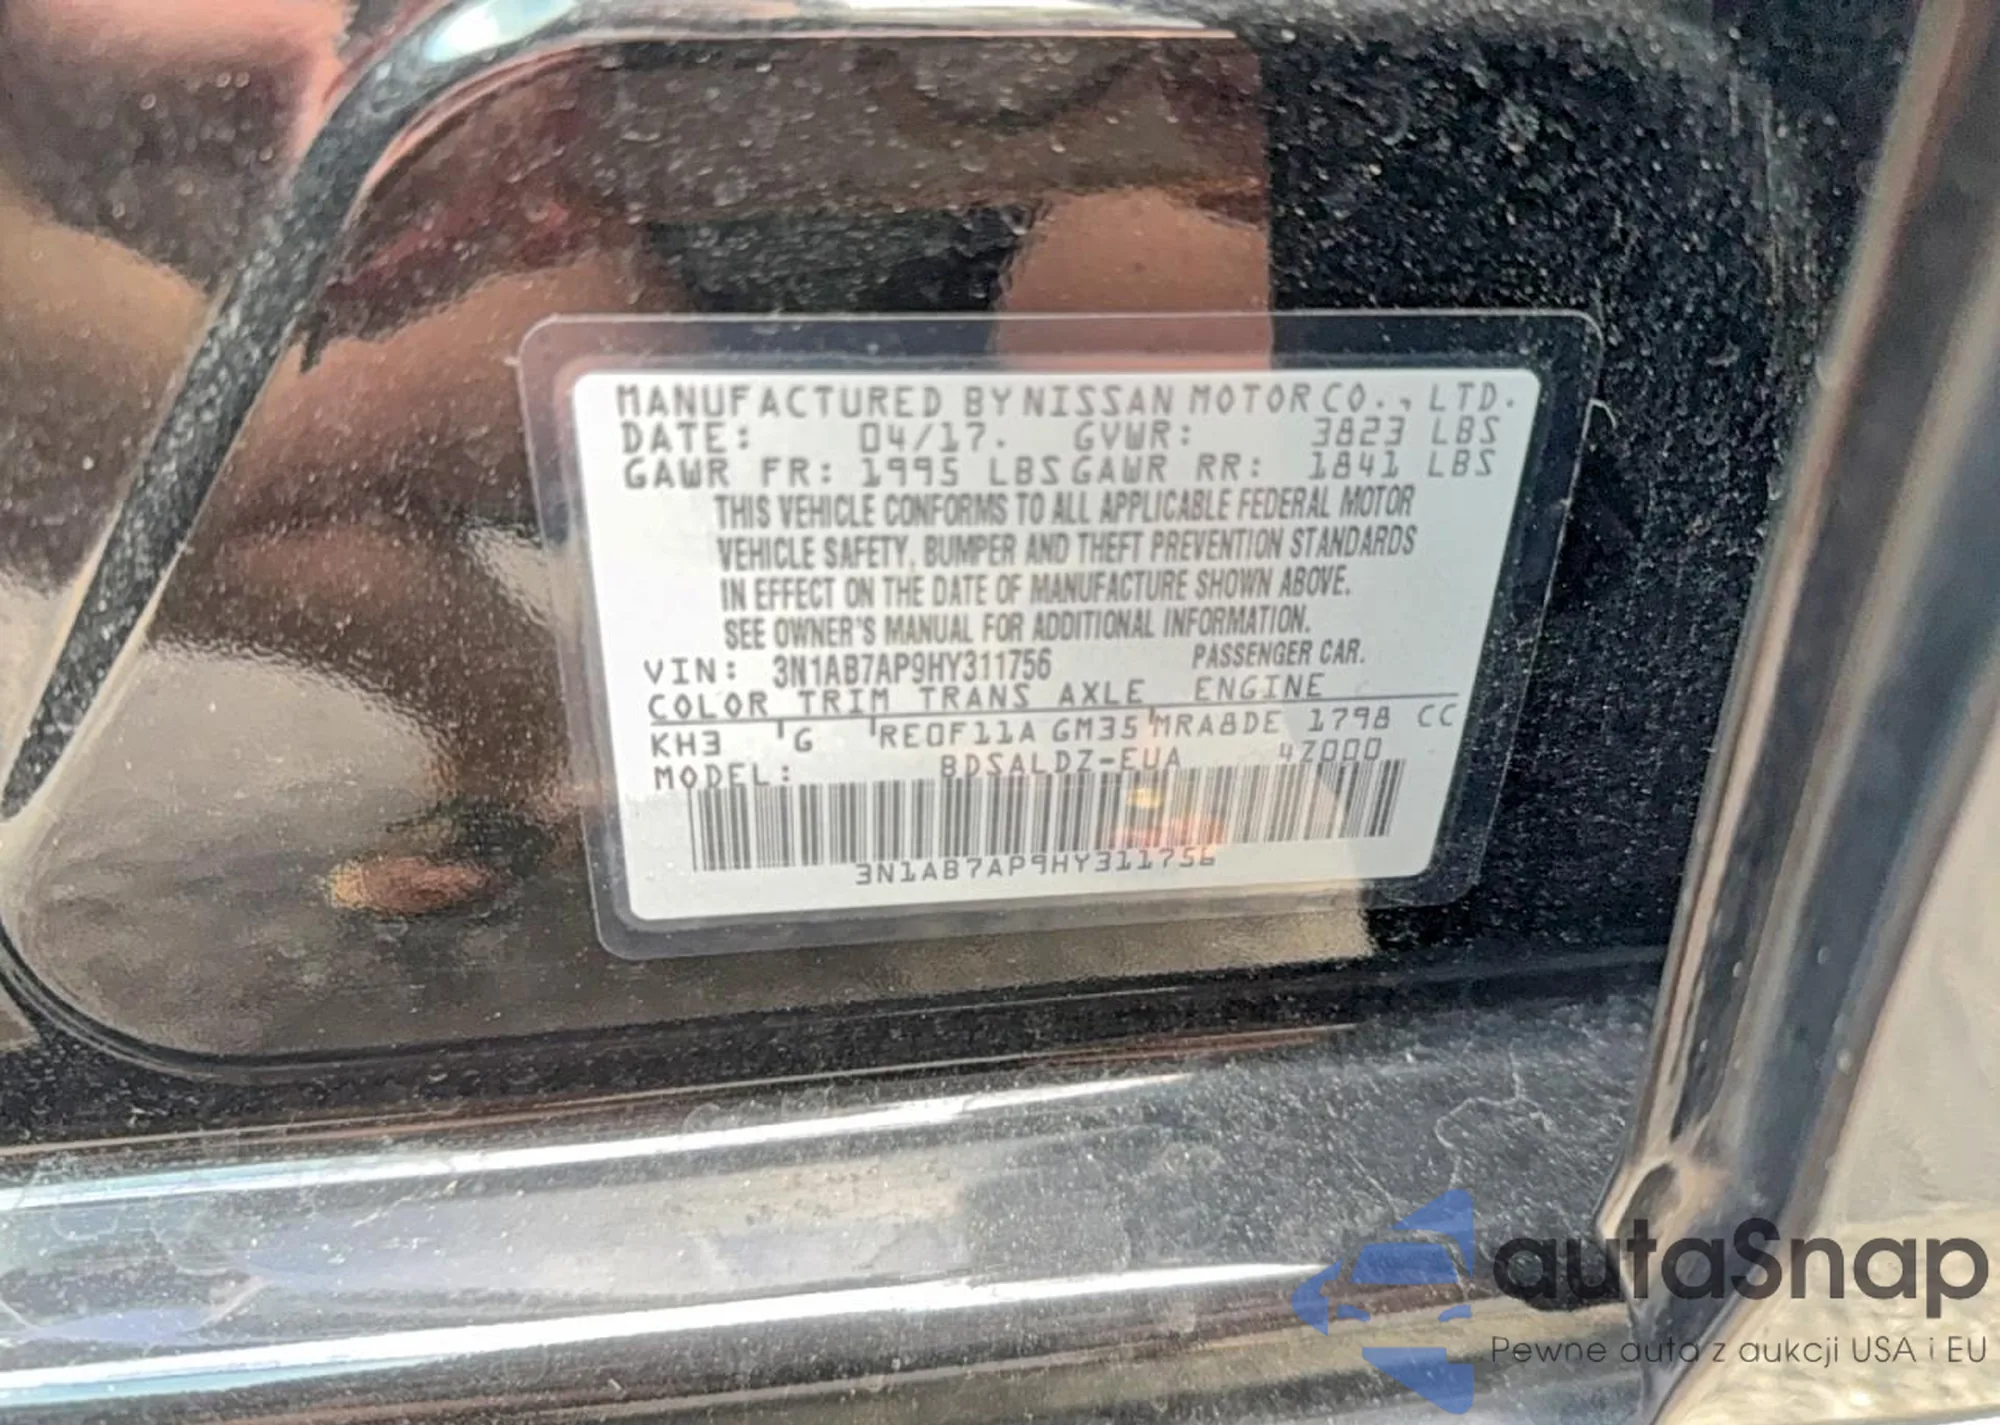 MANUFACTURED BY NISSAN MOTOR CO., LTD.
DATE: 04/17. GVWR: 3823 LBS
GAWR FR: 1995 LBS GAWR RR: 1841 LBS
THIS VEHICLE CONFORMS TO ALL APPLICABLE FEDERAL MOTOR
VEHICLE SAFETY, BUMPER AND THEFT PREVENTION STANDARDS
IN EFFECT ON THE DATE OF MANUFACTURE SHOWN ABOVE.
SEE OWNER'S MANUAL FOR ADDITIONAL INFORMATION.
VIN: 3N1AB7AP9HY311756 PASSENGER CAR.
COLOR TRIM TRANS AXLE ENGINE
KH3 G RE0F11A GM35 MRA8DE 1798 CC
MODEL: BDSALDZ-EUA 4Z000
3N1AB7AP9HY311756
autaSnap
Pewne auta z aukcji USA i EU